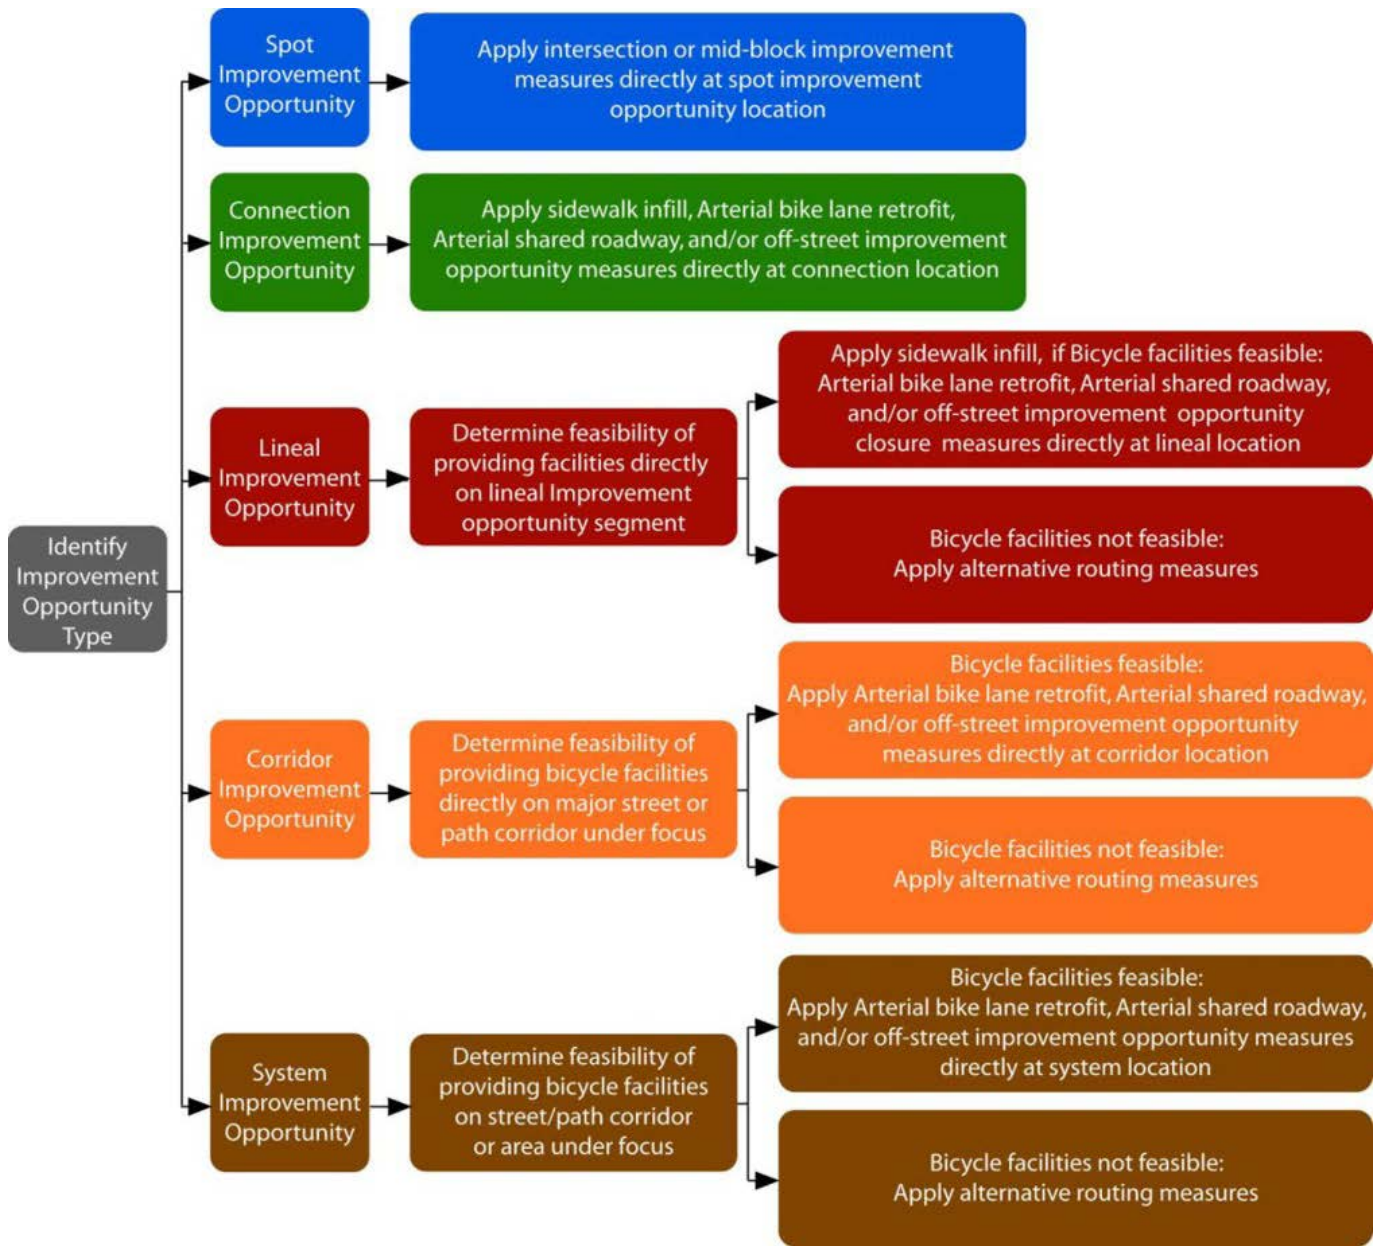 Identify
Improvement
Opportunity
Type
Spot
Improvement
Opportunity
Apply intersection or mid-block improvement
measures directly at spot improvement
opportunity location
Connection
Improvement
Opportunity
Apply sidewalk infill, Arterial bike lane retrofit,
Arterial shared roadway, and/or off-street improvement
opportunity measures directly at connection location
Lineal
Improvement
Opportunity
Determine feasibility of
providing facilities directly
on lineal Improvement
opportunity segment
Apply sidewalk infill, if Bicycle facilities feasible:
Arterial bike lane retrofit, Arterial shared roadway,
and/or off-street improvement opportunity
closure measures directly at lineal location
Bicycle facilities not feasible:
Apply alternative routing measures
Corridor
Improvement
Opportunity
Determine feasibility of
providing bicycle facilities
directly on major street or
path corridor under focus
Bicycle facilities feasible:
Apply Arterial bike lane retrofit, Arterial shared roadway,
and/or off-street improvement opportunity
measures directly at corridor location
Bicycle facilities not feasible:
Apply alternative routing measures
System
Improvement
Opportunity
Determine feasibility of
providing bicycle facilities
on street/path corridor
or area under focus
Bicycle facilities feasible:
Apply Arterial bike lane retrofit, Arterial shared roadway,
and/or off-street improvement opportunity measures
directly at system location
Bicycle facilities not feasible:
Apply alternative routing measures